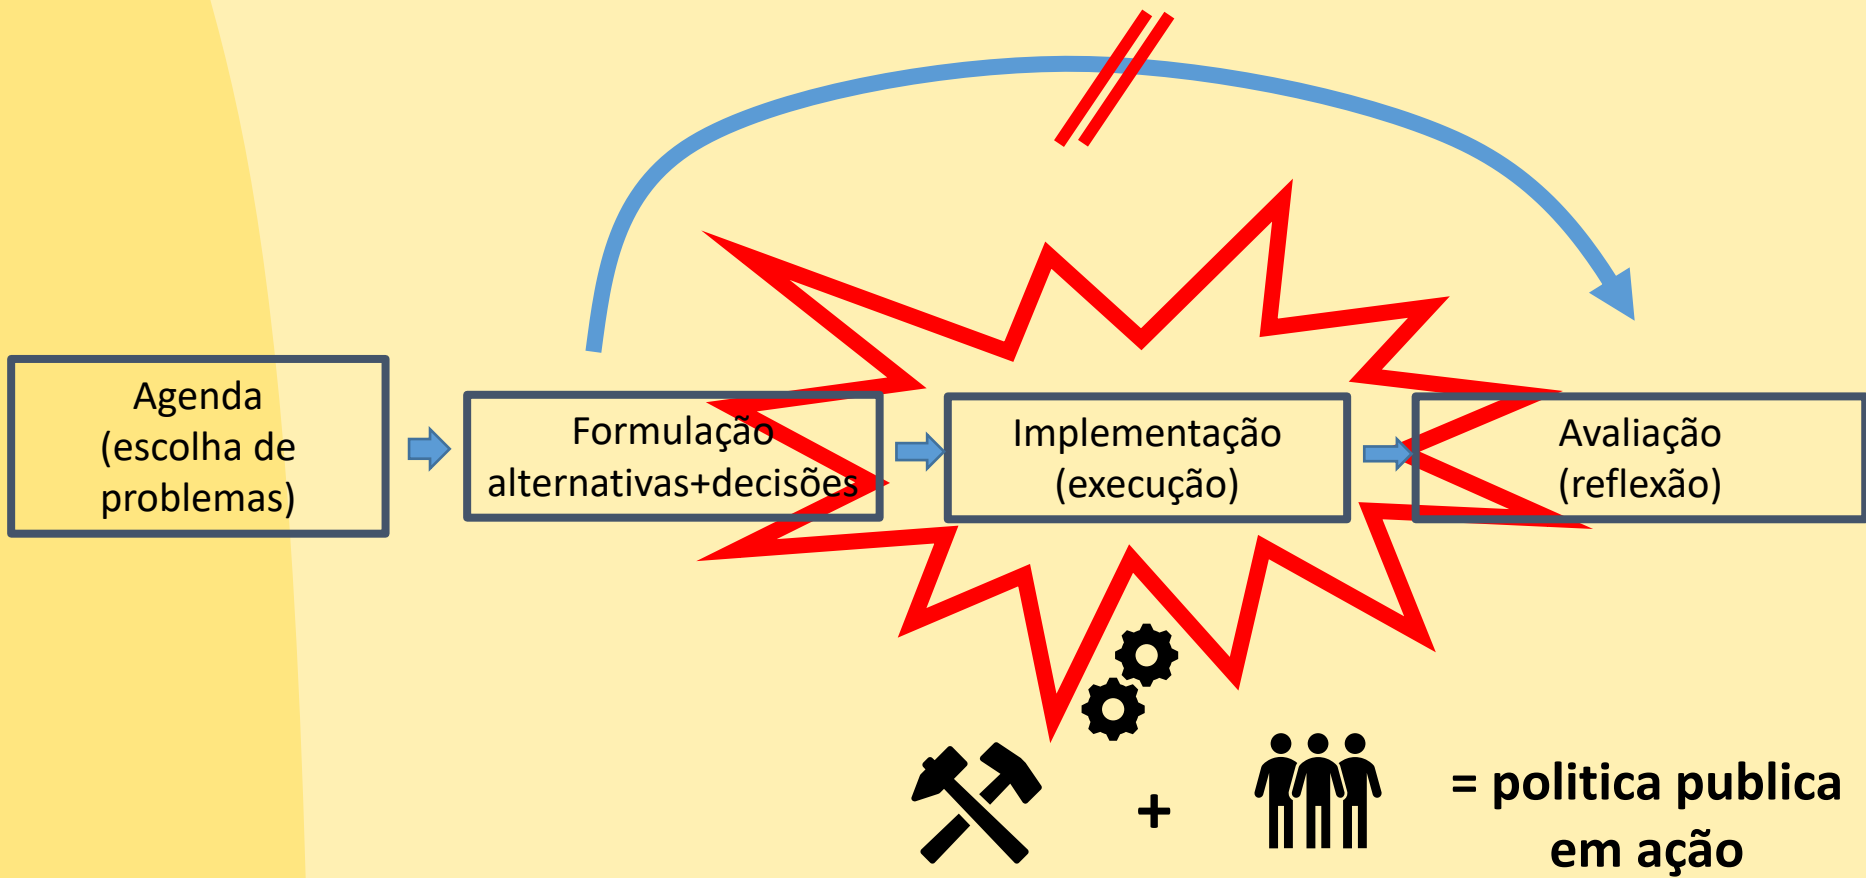 Agenda
(escolha de
problemas)
Formulação
alternativas+decisões
Implementação
(execução)
Avaliação
(reflexão)
+
= politica publica
em ação